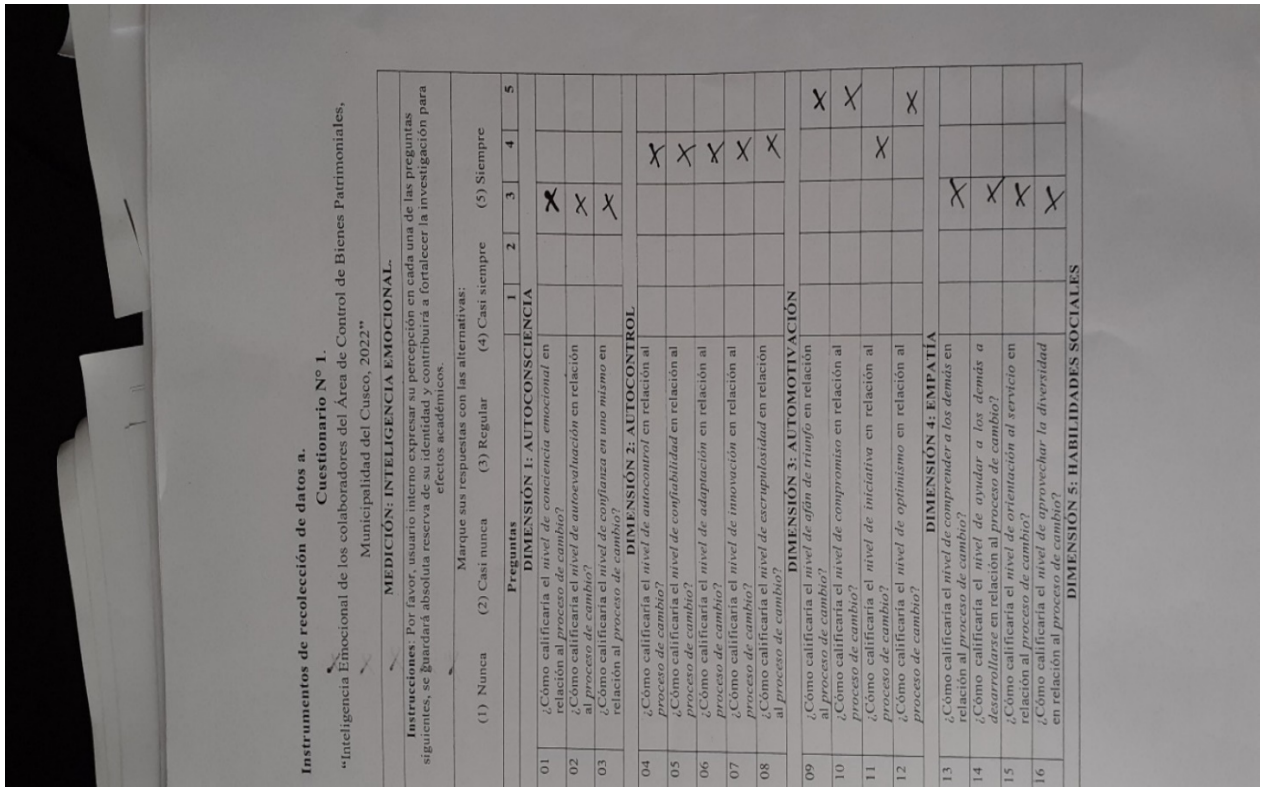 Instrumentos de recolección de datos a.
Cuestionario N° 1.
“Inteligencia Emocional de los colaboradores del Área de Control de Bienes Patrimoniales,
Municipalidad del Cusco, 2022”
MEDICIÓN: INTELIGENCIA EMOCIONAL.
Instrucciones: Por favor, usuario interno expresar su percepción en cada una de las preguntas
siguientes, se guardará absoluta reserva de su identidad y contribuirá a fortalecer la investigación para
efectos académicos.
Marque sus respuestas con las alternativas:
(1) Nunca (2) Casi nunca (3) Regular (4) Casi siempre (5) Siempre
Preguntas 1 2 3 4 5
DIMENSIÓN 1: AUTOCONSCIENCIA
01 ¿Cómo calificaría el nivel de conciencia emocional en X
relación al proceso de cambio?
02 ¿Cómo calificaría el nivel de autoevaluación en relación X
al proceso de cambio?
03 ¿Cómo calificaría el nivel de confianza en uno mismo en X
relación al proceso de cambio?
DIMENSIÓN 2: AUTOCONTROL
04 ¿Cómo calificaría el nivel de autocontrol en relación al X
proceso de cambio?
05 ¿Cómo calificaría el nivel de confiabilidad en relación al X
proceso de cambio?
06 ¿Cómo calificaría el nivel de adaptación en relación al X
proceso de cambio?
07 ¿Cómo calificaría el nivel de innovación en relación al X
proceso de cambio?
08 ¿Cómo calificaría el nivel de escrupulosidad en relación X
al proceso de cambio?
DIMENSIÓN 3: AUTOMOTIVACIÓN
09 ¿Cómo calificaría el nivel de afán de triunfo en relación X
al proceso de cambio?
10 ¿Cómo calificaría el nivel de compromiso en relación al X
proceso de cambio?
11 ¿Cómo calificaría el nivel de iniciativa en relación al X
proceso de cambio?
12 ¿Cómo calificaría el nivel de optimismo en relación al X
proceso de cambio?
DIMENSIÓN 4: EMPATÍA
13 ¿Cómo calificaría el nivel de comprender a los demás en X
relación al proceso de cambio?
14 ¿Cómo calificaría el nivel de ayudar a los demás a X
desarrollarse en relación al proceso de cambio?
15 ¿Cómo calificaría el nivel de orientación al servicio en X
relación al proceso de cambio?
16 ¿Cómo calificaría el nivel de aprovechar la diversidad X
en relación al proceso de cambio?
DIMENSIÓN 5: HABILIDADES SOCIALES